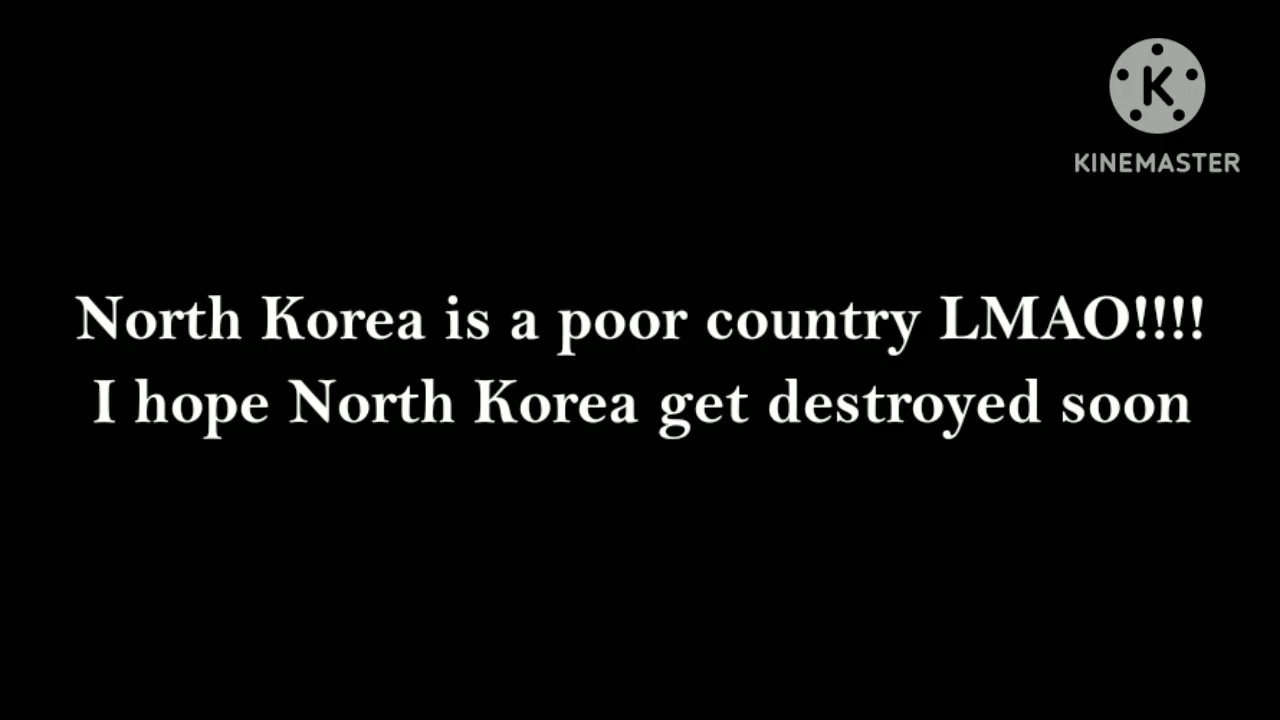 K
KINEMASTER
North Korea is a poor country LMAO!!!!
I hope North Korea get destroyed soon